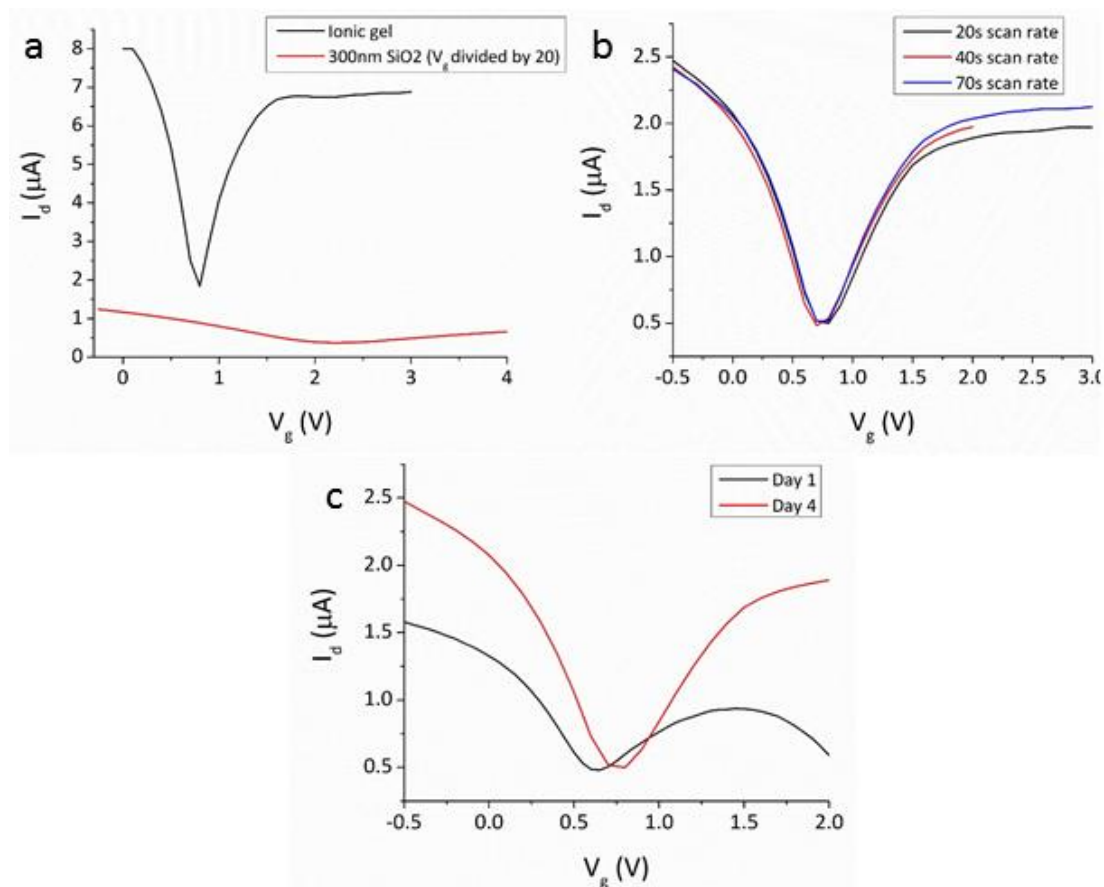 a
Ionic gel
300nm SiO2 (Vg divided by 20)
8
7
6
5
4
3
2
1
0
Id (μA)
0 1 2 3 4
Vg (V)
b
20s scan rate
40s scan rate
70s scan rate
2.5
2.0
1.5
1.0
0.5
Id (μA)
-0.5 0.0 0.5 1.0 1.5 2.0 2.5 3.0
Vg (V)
c
Day 1
Day 4
2.5
2.0
1.5
1.0
0.5
Id (μA)
-0.5 0.0 0.5 1.0 1.5 2.0
Vg (V)